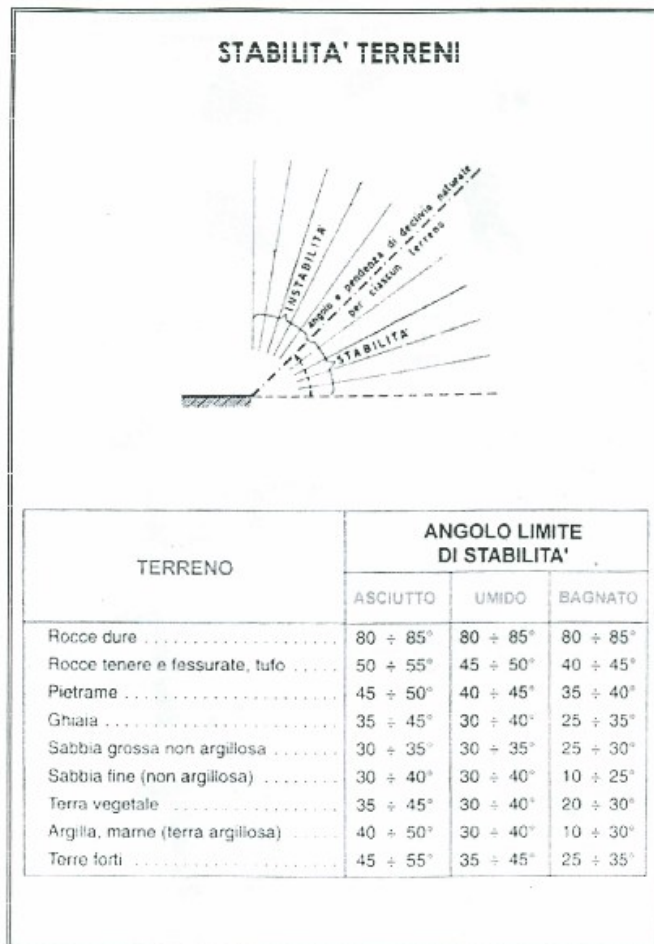 STABILITA' TERRENI
INSTABILITA'
angolo e pendenza di declivio naturale
per ciascun terreno
STABILITA'
TERRENO
ANGOLO LIMITE
DI STABILITA'
ASCIUTTO UMIDO BAGNATO
Rocce dure . . . . . . . . . . . . . . . . . . . 80 ÷ 85° 80 ÷ 85° 80 ÷ 85°
Rocce tenere e fessurate, tufo . . . . . 50 ÷ 55° 45 ÷ 50° 40 ÷ 45°
Pietrame . . . . . . . . . . . . . . . . . . . . . 45 ÷ 50° 40 ÷ 45° 35 ÷ 40°
Ghiaia . . . . . . . . . . . . . . . . . . . . . . . 35 ÷ 45° 30 ÷ 40° 25 ÷ 35°
Sabbia grossa non argillosa . . . . . . . 30 ÷ 35° 30 ÷ 35° 25 ÷ 30°
Sabbia fine (non argillosa) . . . . . . . . 30 ÷ 40° 30 ÷ 40° 10 ÷ 25°
Terra vegetale . . . . . . . . . . . . . . . . . 35 ÷ 45° 30 ÷ 40° 20 ÷ 30°
Argilla, marne (terra argillosa) . . . . . 40 ÷ 50° 30 ÷ 40° 10 ÷ 30°
Terre forti . . . . . . . . . . . . . . . . . . . . 45 ÷ 55° 35 ÷ 45° 25 ÷ 35°